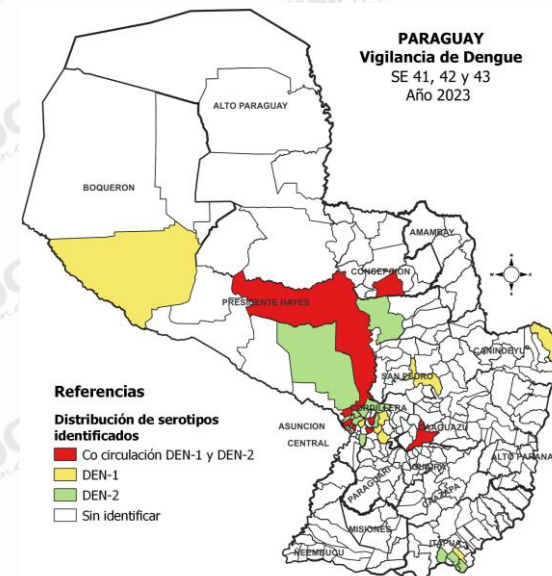 PARAGUAY
Vigilancia de Dengue
SE 41, 42 y 43
Año 2023
ALTO PARAGUAY
BOQUERON
AMAMBAY
CONCEPCION
PRESIDENTE HAYES
CANINDEYU
SAN PEDRO
CORDILLERA
ASUNCION
CENTRAL
CAAGUAZU
ALTO PARANA
GUAIRA
PARAGUARI
CAAZAPA
MISIONES
ITAPUA
ÑEEMBUCU
Referencias
Distribución de serotipos
identificados
Co circulación DEN-1 y DEN-2
DEN-1
DEN-2
Sin identificar